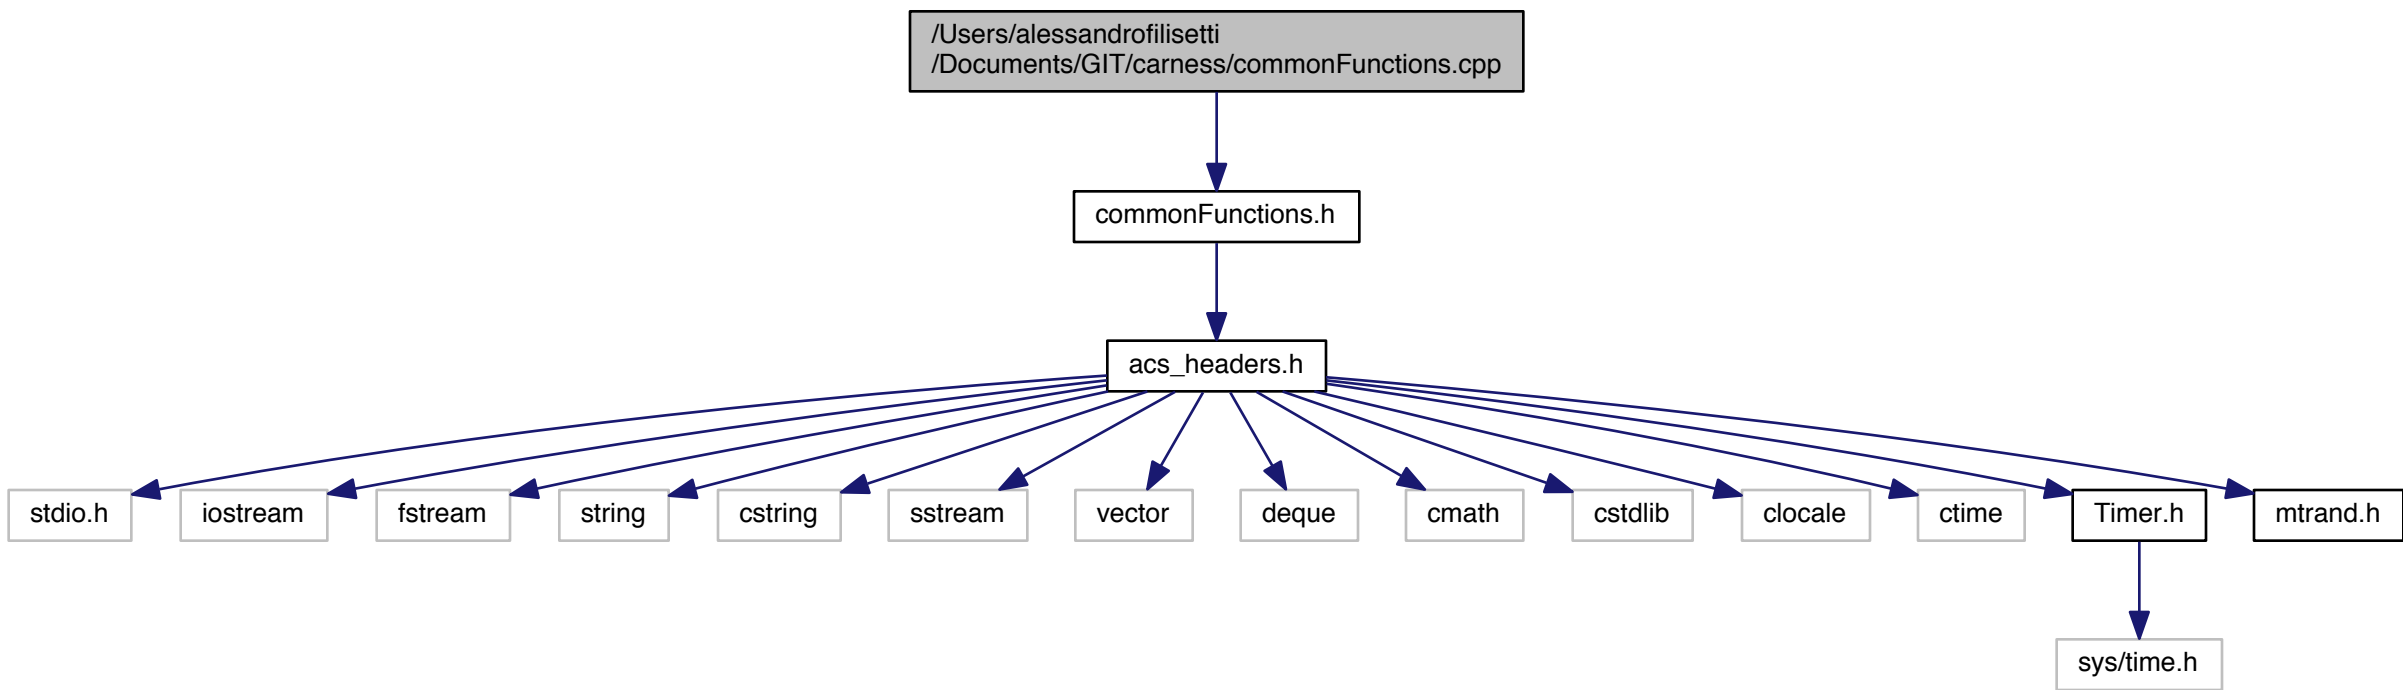 /Users/alessandrofilisetti
/Documents/GIT/carness/commonFunctions.cpp
commonFunctions.h
acs_headers.h
stdio.h
iostream
fstream
string
cstring
sstream
vector
deque
cmath
cstdlib
clocale
ctime
Timer.h
mtrand.h
sys/time.h